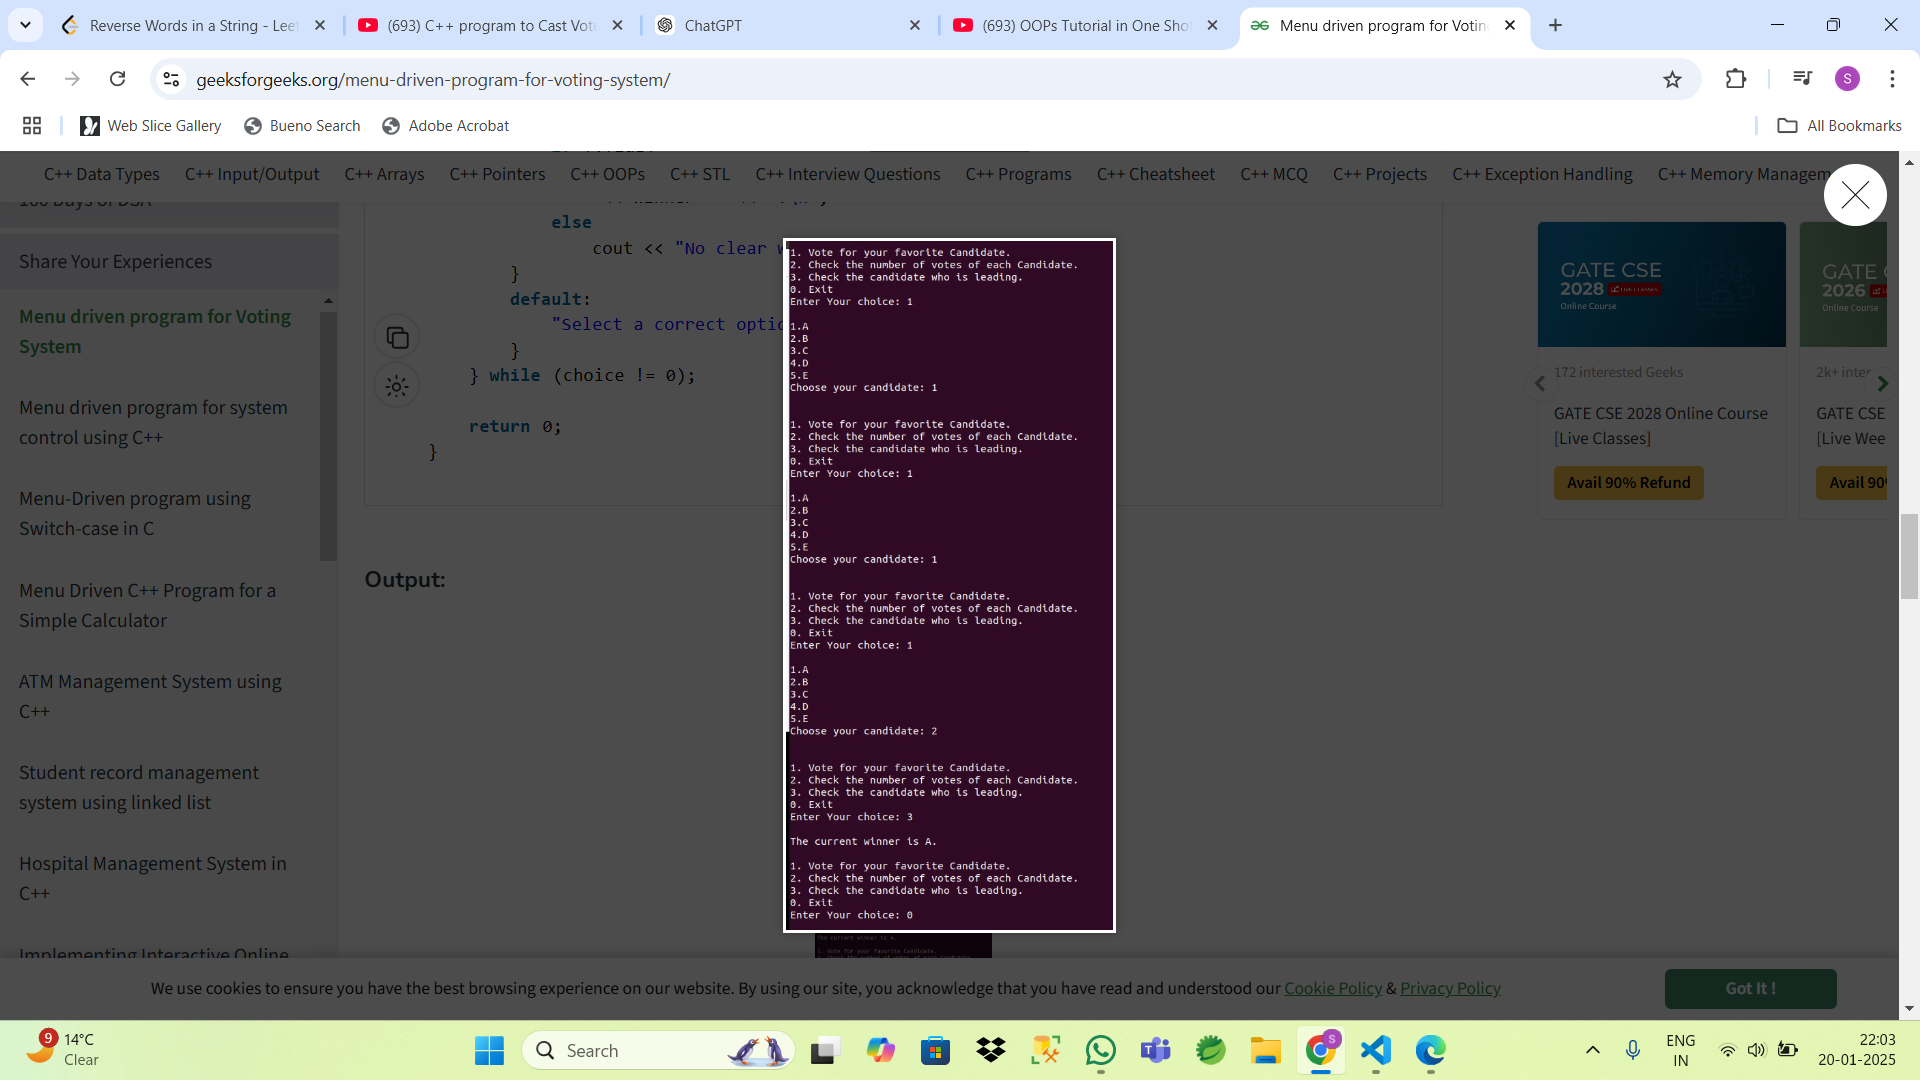 Reverse Words in a String - Leet
(693) C++ program to Cast Vote
ChatGPT
(693) OOPs Tutorial in One Shot
Menu driven program for Voting
geeksforgeeks.org/menu-driven-program-for-voting-system/
S
Web Slice Gallery
Bueno Search
Adobe Acrobat
All Bookmarks
C++ Data Types
C++ Input/Output
C++ Arrays
C++ Pointers
C++ OOPs
C++ STL
C++ Interview Questions
C++ Programs
C++ Cheatsheet
C++ MCQ
C++ Projects
C++ Exception Handling
C++ Memory Managem
160 Days of DSA
Share Your Experiences
Menu driven program for Voting
System
Menu driven program for system
control using C++
Menu-Driven program using
Switch-case in C
Menu Driven C++ Program for a
Simple Calculator
ATM Management System using
C++
Student record management
system using linked list
Hospital Management System in
C++
Implementing Interactive Online
else
cout << "No clear w
}
default:
"Select a correct optio
}
} while (choice != 0);
return 0;
}
Output:
1. Vote for your favorite Candidate.
2. Check the number of votes of each Candidate.
3. Check the candidate who is leading.
0. Exit
Enter Your choice: 1
1.A
2.B
3.C
4.D
5.E
Choose your candidate: 1
1. Vote for your favorite Candidate.
2. Check the number of votes of each Candidate.
3. Check the candidate who is leading.
0. Exit
Enter Your choice: 1
1.A
2.B
3.C
4.D
5.E
Choose your candidate: 1
1. Vote for your favorite Candidate.
2. Check the number of votes of each Candidate.
3. Check the candidate who is leading.
0. Exit
Enter Your choice: 1
1.A
2.B
3.C
4.D
5.E
Choose your candidate: 2
1. Vote for your favorite Candidate.
2. Check the number of votes of each Candidate.
3. Check the candidate who is leading.
0. Exit
Enter Your choice: 3
The current winner is A.
1. Vote for your favorite Candidate.
2. Check the number of votes of each Candidate.
3. Check the candidate who is leading.
0. Exit
Enter Your choice: 0
GATE CSE
2028 LIVE CLASSES
Online Course
172 interested Geeks
GATE CSE 2028 Online Course
[Live Classes]
Avail 90% Refund
GATE C
2026
Online Course
2k+ inter
GATE CSE
[Live Wee
Avail 90%
We use cookies to ensure you have the best browsing experience on our website. By using our site, you acknowledge that you have read and understood our Cookie Policy & Privacy Policy
Got It !
9
14°C
Clear
Search
S
ENG
IN
22:03
20-01-2025